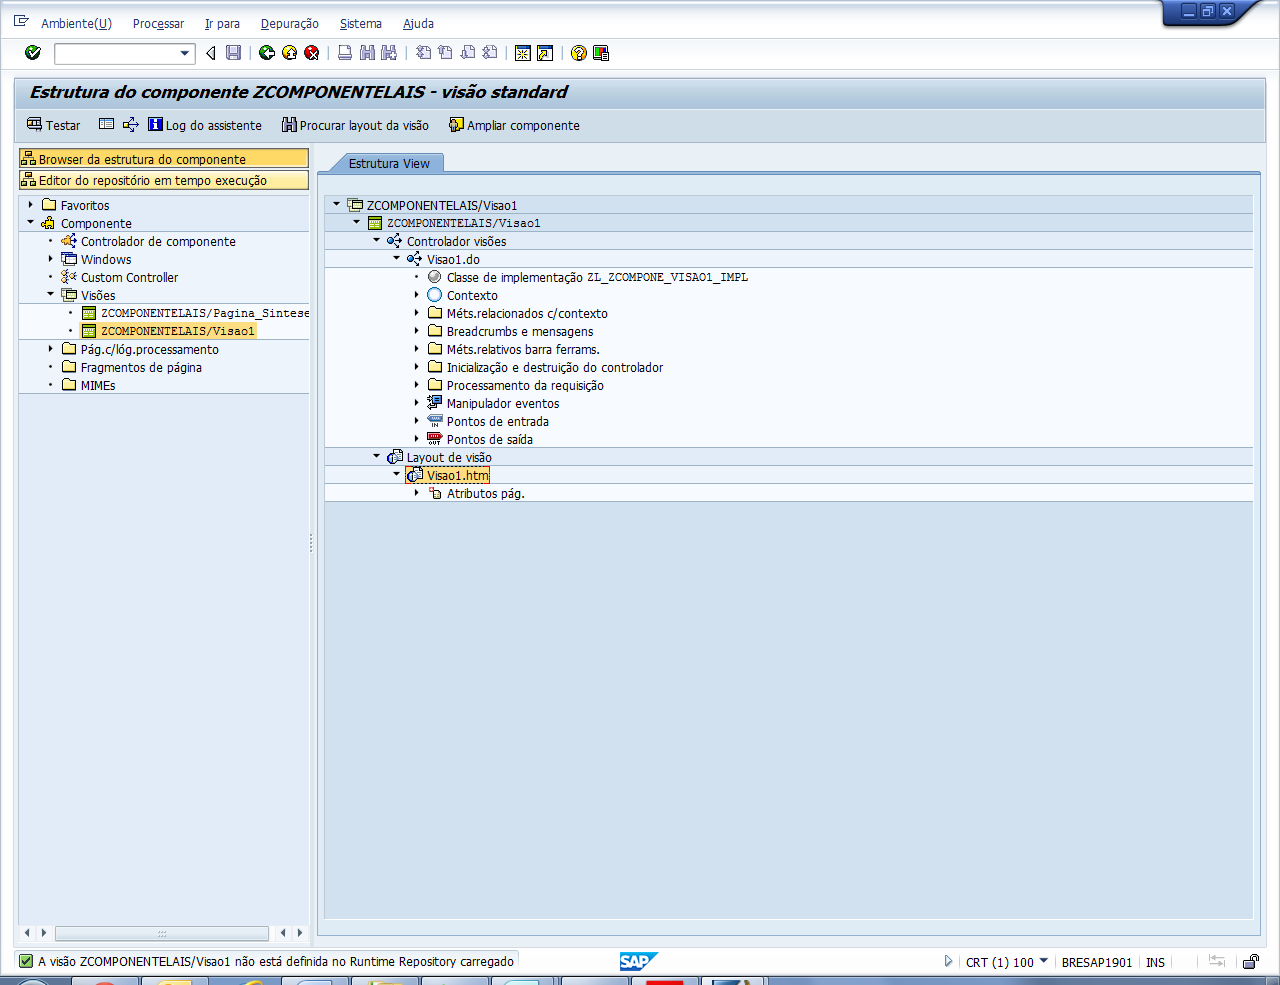 Ambiente(U) Processar Ir para Depuração Sistema Ajuda
Estrutura do componente ZCOMPONENTELAIS - visão standard
Testar Log do assistente Procurar layout da visão Ampliar componente
Browser da estrutura do componente
Editor do repositório em tempo execução
Favoritos
Componente
Controlador de componente
Windows
Custom Controller
Visões
ZCOMPONENTELAIS/Pagina_Sintese
ZCOMPONENTELAIS/Visao1
Pág.c/lóg.processamento
Fragmentos de página
MIMEs
Estrutura View
ZCOMPONENTELAIS/Visao1
ZCOMPONENTELAIS/Visao1
Controlador visões
Visao1.do
Classe de implementação ZL_ZCOMPONE_VISAO1_IMPL
Contexto
Méts.relacionados c/contexto
Breadcrumbs e mensagens
Méts.relativos barra ferrams.
Inicialização e destruição do controlador
Processamento da requisição
Manipulador eventos
IN Pontos de entrada
OUT Pontos de saída
Layout de visão
Visao1.htm
Atributos pág.
A visão ZCOMPONENTELAIS/Visao1 não está definida no Runtime Repository carregado
SAP
CRT (1) 100 BRESAP1901 INS